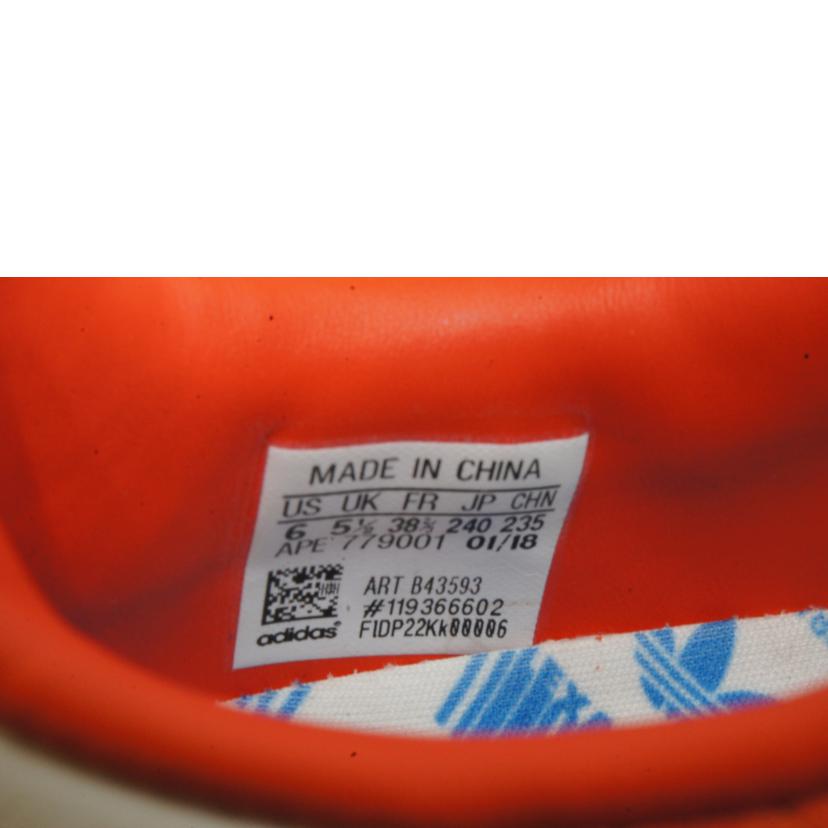 MADE IN CHINA
US UK FR JP CHN
6 5½ 38⅔ 240 235
APE 779001 01/18
ART B43593
#119366602
adidas F1DP22Kk00006